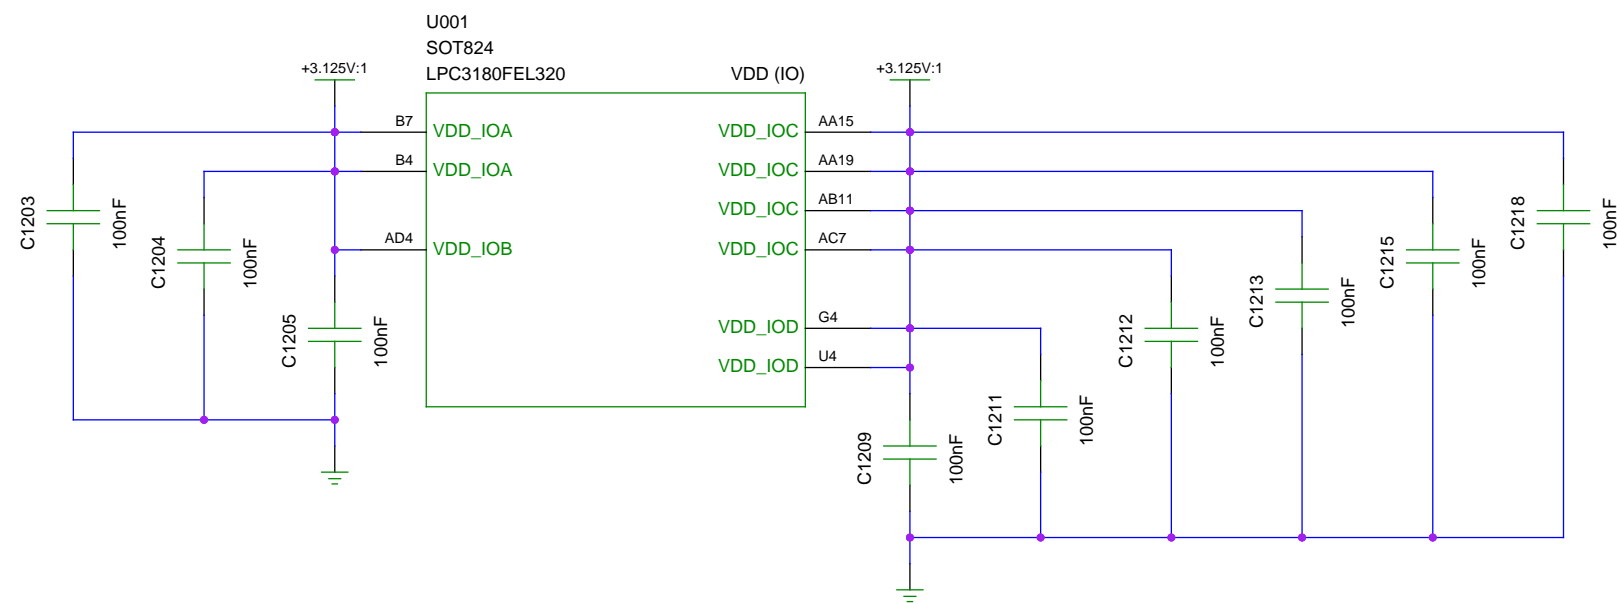 U001
SOT824
LPC3180FEL320
VDD (IO)
+3.125V:1
+3.125V:1
B7
VDD_IOA
B4
VDD_IOA
AD4
VDD_IOB
VDD_IOC
AA15
VDD_IOC
AA19
VDD_IOC
AB11
VDD_IOC
AC7
VDD_IOD
G4
VDD_IOD
U4
C1203
100nF
C1204
100nF
C1205
100nF
C1209
100nF
C1211
100nF
C1212
100nF
C1213
100nF
C1215
100nF
C1218
100nF